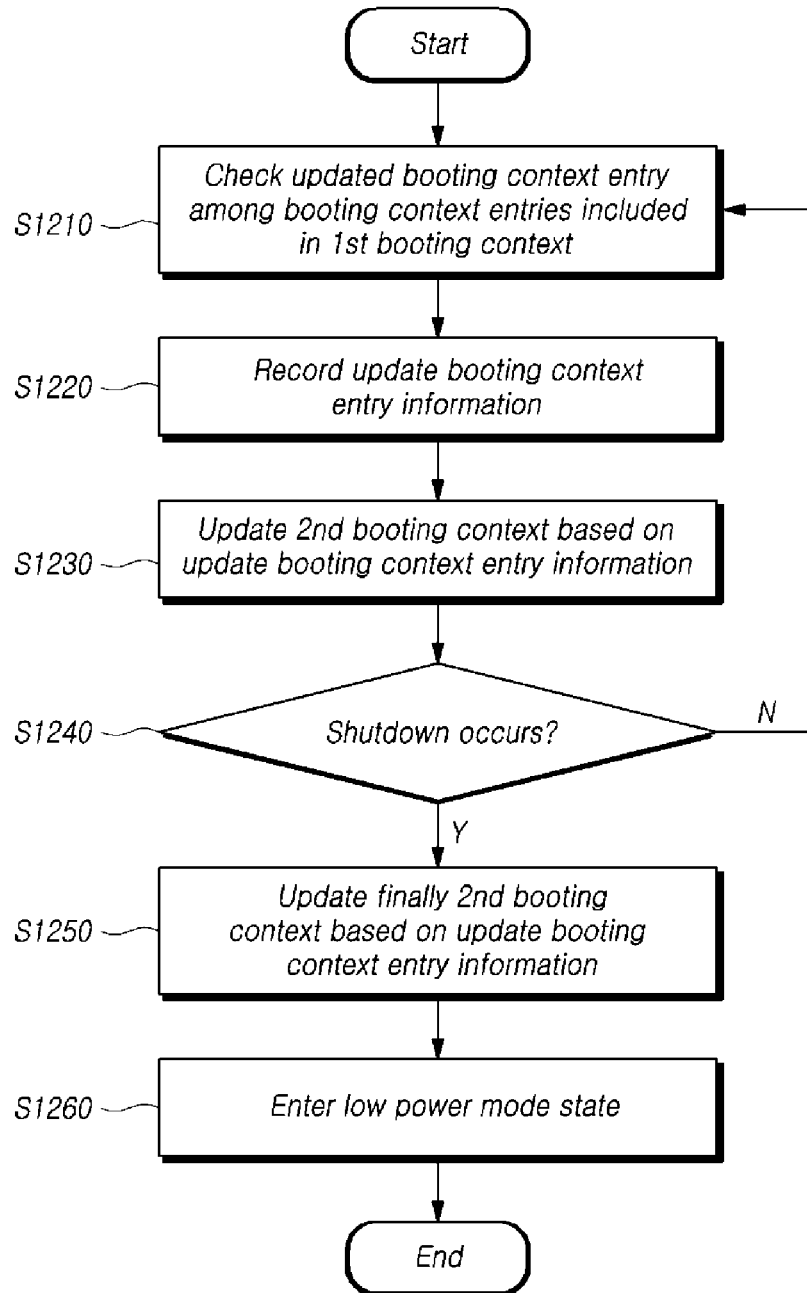 Start
Check updated booting context entry
among booting context entries included
in 1st booting context
S1210
Record update booting context
entry information
S1220
Update 2nd booting context based on
update booting context entry information
S1230
Shutdown occurs?
S1240
N
Y
Update finally 2nd booting
context based on update booting
context entry information
S1250
Enter low power mode state
S1260
End